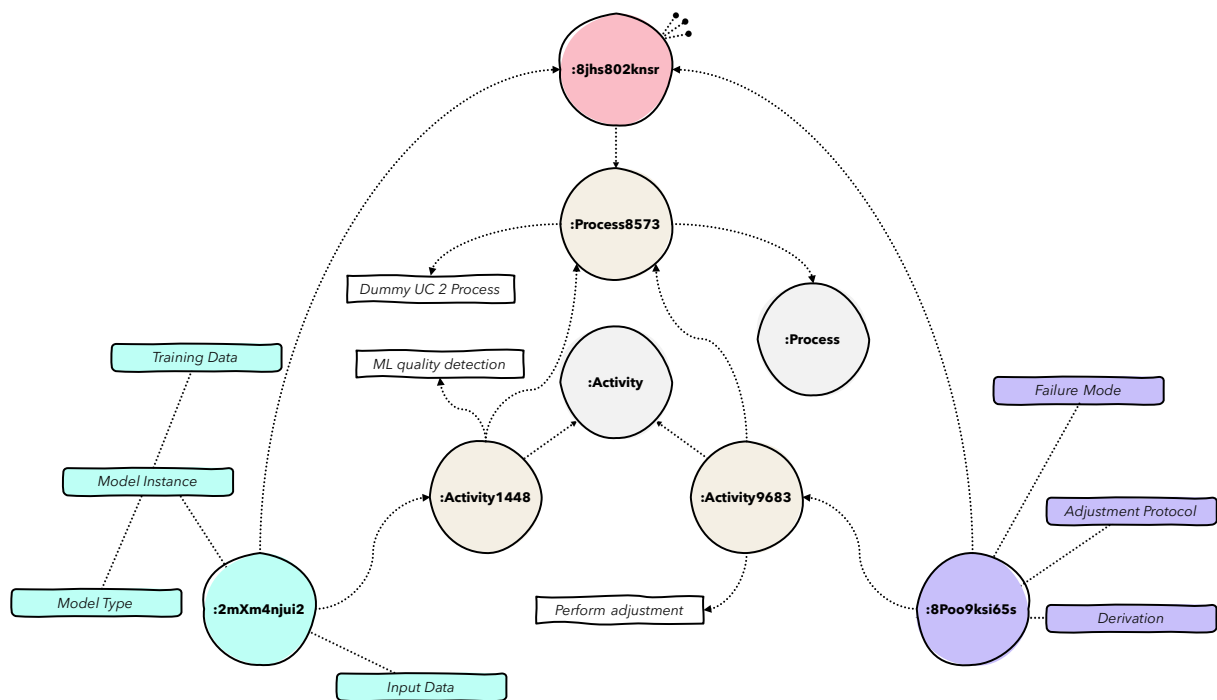 :8jhs802knsr
:Process8573
Dummy UC 2 Process
:Process
Training Data
ML quality detection
:Activity
Failure Mode
Model Instance
:Activity1448
:Activity9683
Adjustment Protocol
Model Type
:2mXm4njui2
Perform adjustment
:8Poo9ksi65s
Derivation
Input Data